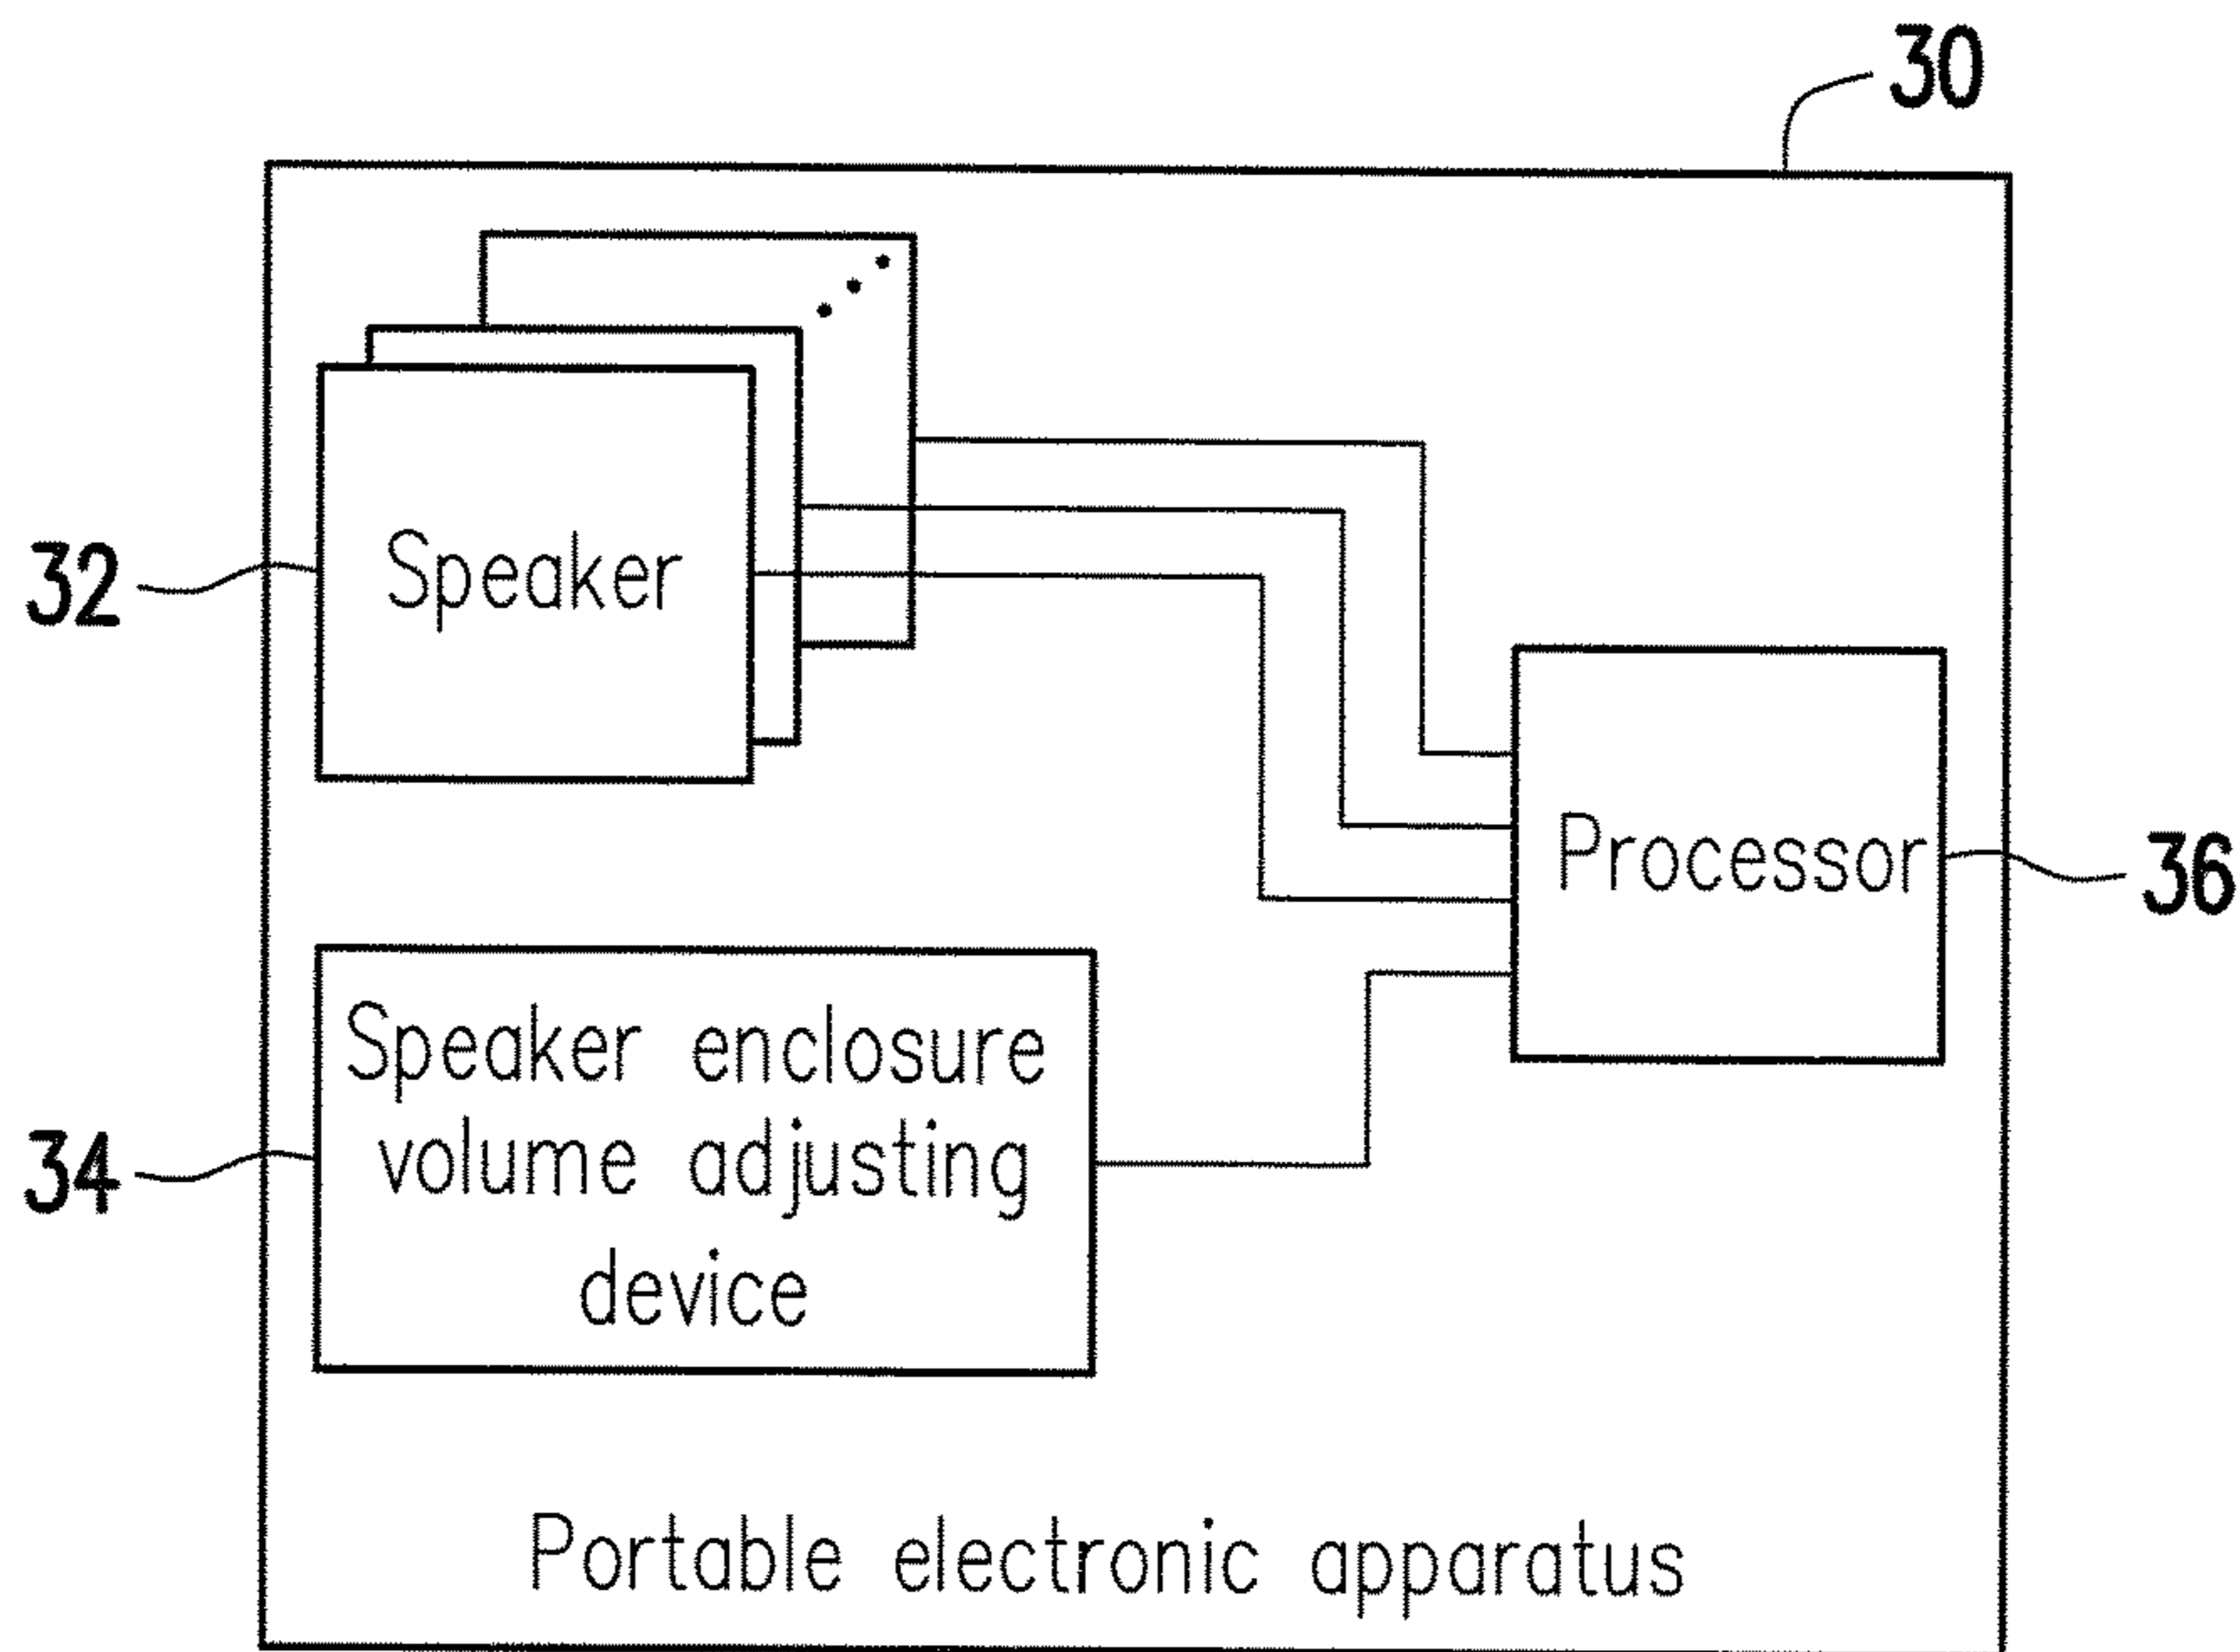 30
32
Speaker
Processor
36
34
Speaker enclosure
volume adjusting
device
Portable electronic apparatus